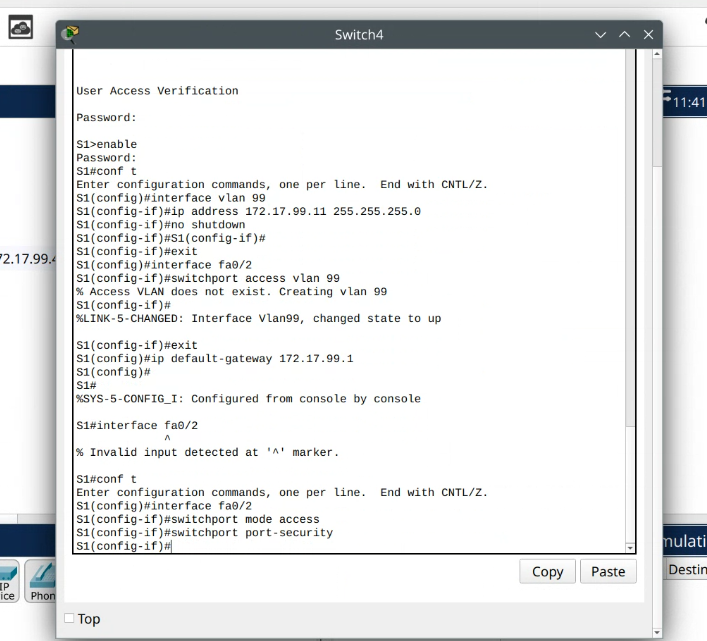 Switch4
11:41
User Access Verification
Password:
S1>enable
Password:
S1#conf t
Enter configuration commands, one per line.  End with CNTL/Z.
S1(config)#interface vlan 99
S1(config-if)#ip address 172.17.99.11 255.255.255.0
S1(config-if)#no shutdown
S1(config-if)#S1(config-if)#
S1(config-if)#exit
S1(config)#interface fa0/2
S1(config-if)#switchport access vlan 99
% Access VLAN does not exist. Creating vlan 99
S1(config-if)#
%LINK-5-CHANGED: Interface Vlan99, changed state to up
S1(config-if)#exit
S1(config)#ip default-gateway 172.17.99.1
S1(config)#
S1#
%SYS-5-CONFIG_I: Configured from console by console
S1#interface fa0/2
^
% Invalid input detected at '^' marker.
S1#conf t
Enter configuration commands, one per line.  End with CNTL/Z.
S1(config)#interface fa0/2
S1(config-if)#switchport mode access
S1(config-if)#switchport port-security
S1(config-if)#
72.17.99.4
Copy
Paste
Top
mulati
Destin
IP
ice
Phon